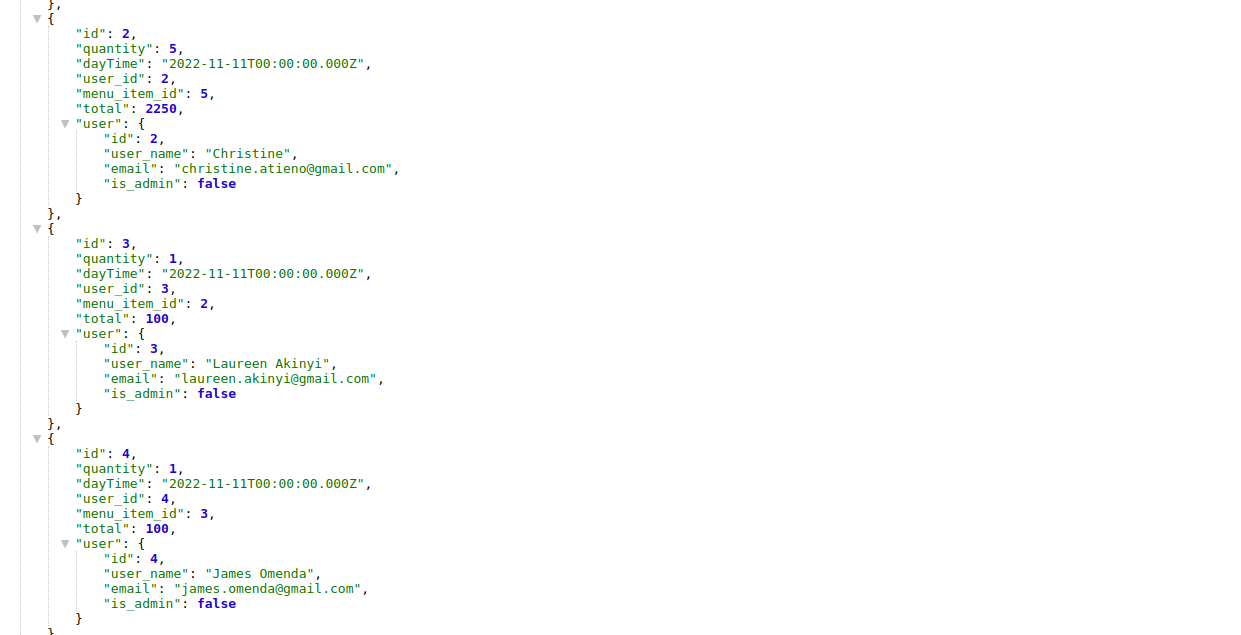 },
{
"id": 2,
"quantity": 5,
"dayTime": "2022-11-11T00:00:00.000Z",
"user_id": 2,
"menu_item_id": 5,
"total": 2250,
"user": {
"id": 2,
"user_name": "Christine",
"email": "christine.atieno@gmail.com",
"is_admin": false
}
},
{
"id": 3,
"quantity": 1,
"dayTime": "2022-11-11T00:00:00.000Z",
"user_id": 3,
"menu_item_id": 2,
"total": 100,
"user": {
"id": 3,
"user_name": "Laureen Akinyi",
"email": "laureen.akinyi@gmail.com",
"is_admin": false
}
},
{
"id": 4,
"quantity": 1,
"dayTime": "2022-11-11T00:00:00.000Z",
"user_id": 4,
"menu_item_id": 3,
"total": 100,
"user": {
"id": 4,
"user_name": "James Omenda",
"email": "james.omenda@gmail.com",
"is_admin": false
}
}